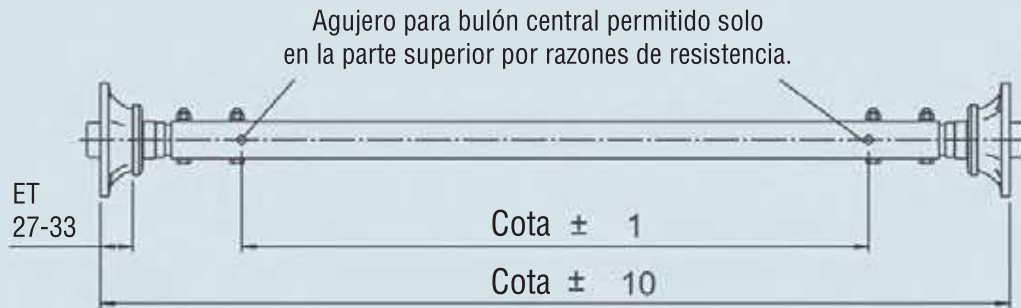 Agujero para bulón central permitido solo
en la parte superior por razones de resistencia.
ET
27-33
Cota ± 1
Cota ± 10